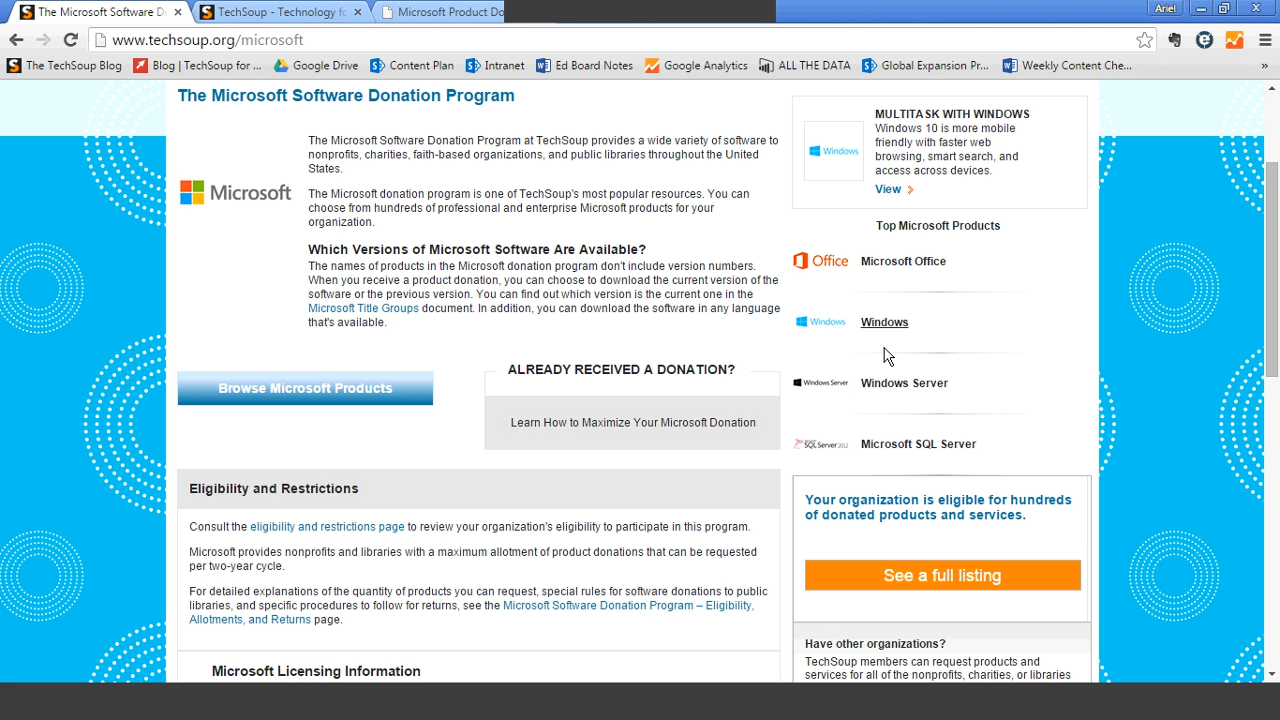 The Microsoft Software D
TechSoup - Technology fo
Microsoft Product Do
Ariel
www.techsoup.org/microsoft
The TechSoup Blog
Blog | TechSoup for ...
Google Drive
Content Plan
Intranet
Ed Board Notes
Google Analytics
ALL THE DATA
Global Expansion Pr...
Weekly Content Che...
»
The Microsoft Software Donation Program
Microsoft
The Microsoft Software Donation Program at TechSoup provides a wide variety of software to
nonprofits, charities, faith-based organizations, and public libraries throughout the United
States.
The Microsoft donation program is one of TechSoup's most popular resources. You can
choose from hundreds of professional and enterprise Microsoft products for your
organization.
Which Versions of Microsoft Software Are Available?
The names of products in the Microsoft donation program don't include version numbers.
When you receive a product donation, you can choose to download the current version of the
software or the previous version. You can find out which version is the current one in the
Microsoft Title Groups document. In addition, you can download the software in any language
that's available.
Browse Microsoft Products
ALREADY RECEIVED A DONATION?
Learn How to Maximize Your Microsoft Donation
Eligibility and Restrictions
Consult the eligibility and restrictions page to review your organization's eligibility to participate in this program.
Microsoft provides nonprofits and libraries with a maximum allotment of product donations that can be requested
per two-year cycle.
For detailed explanations of the quantity of products you can request, special rules for software donations to public
libraries, and specific procedures to follow for returns, see the Microsoft Software Donation Program – Eligibility,
Allotments, and Returns page.
Microsoft Licensing Information
MULTITASK WITH WINDOWS
Windows
Windows 10 is more mobile
friendly with faster web
browsing, smart search, and
access across devices.
View
Top Microsoft Products
Office Microsoft Office
Windows Windows
Windows Server Windows Server
SQL Server 2012 Microsoft SQL Server
Your organization is eligible for hundreds
of donated products and services.
See a full listing
Have other organizations?
TechSoup members can request products and
services for all of the nonprofits, charities, or libraries